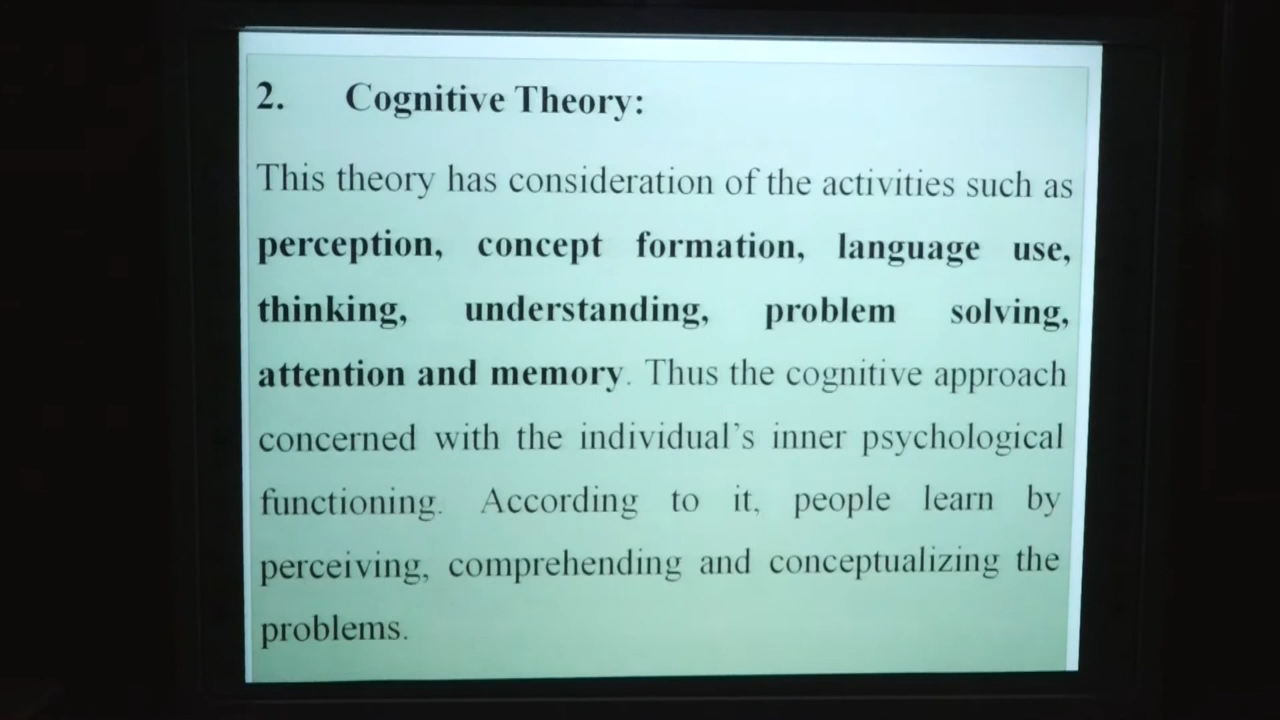 2. Cognitive Theory:
This theory has consideration of the activities such as
perception, concept formation, language use,
thinking, understanding, problem solving,
attention and memory. Thus the cognitive approach
concerned with the individual's inner psychological
functioning. According to it, people learn by
perceiving, comprehending and conceptualizing the
problems.